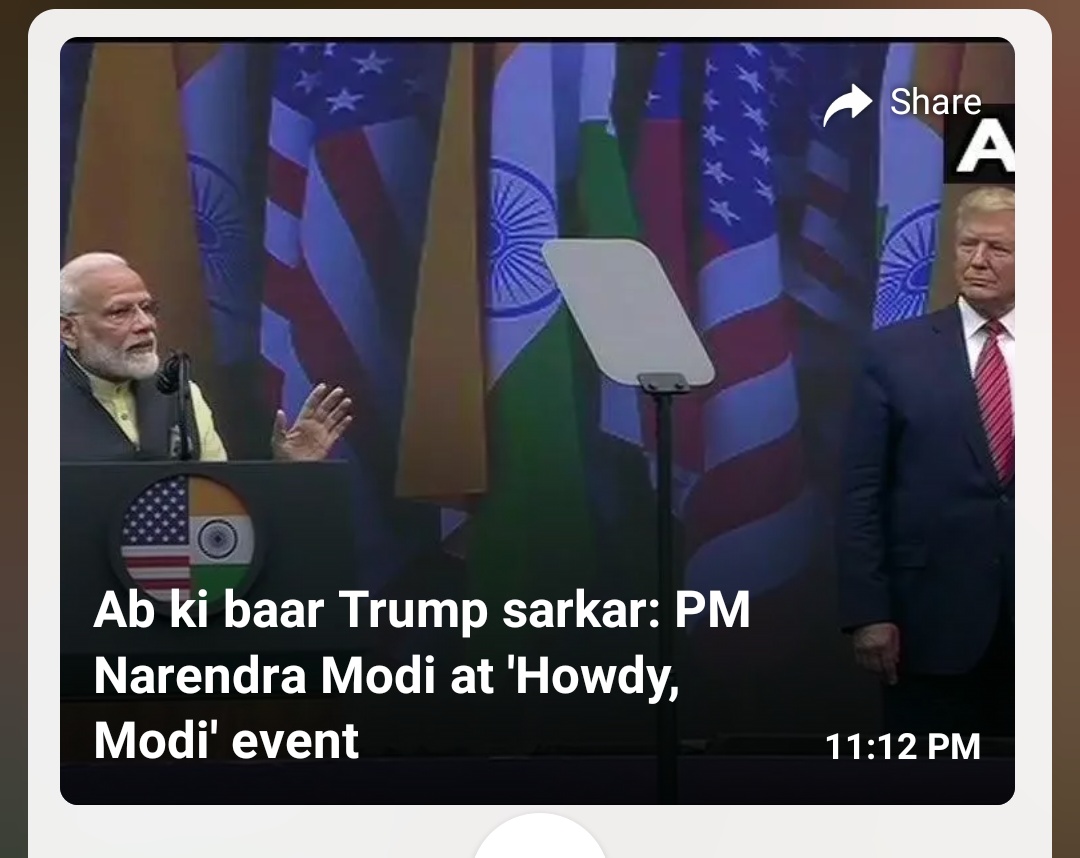 Share
A
Ab ki baar Trump sarkar: PM
Narendra Modi at 'Howdy,
Modi' event
11:12 PM